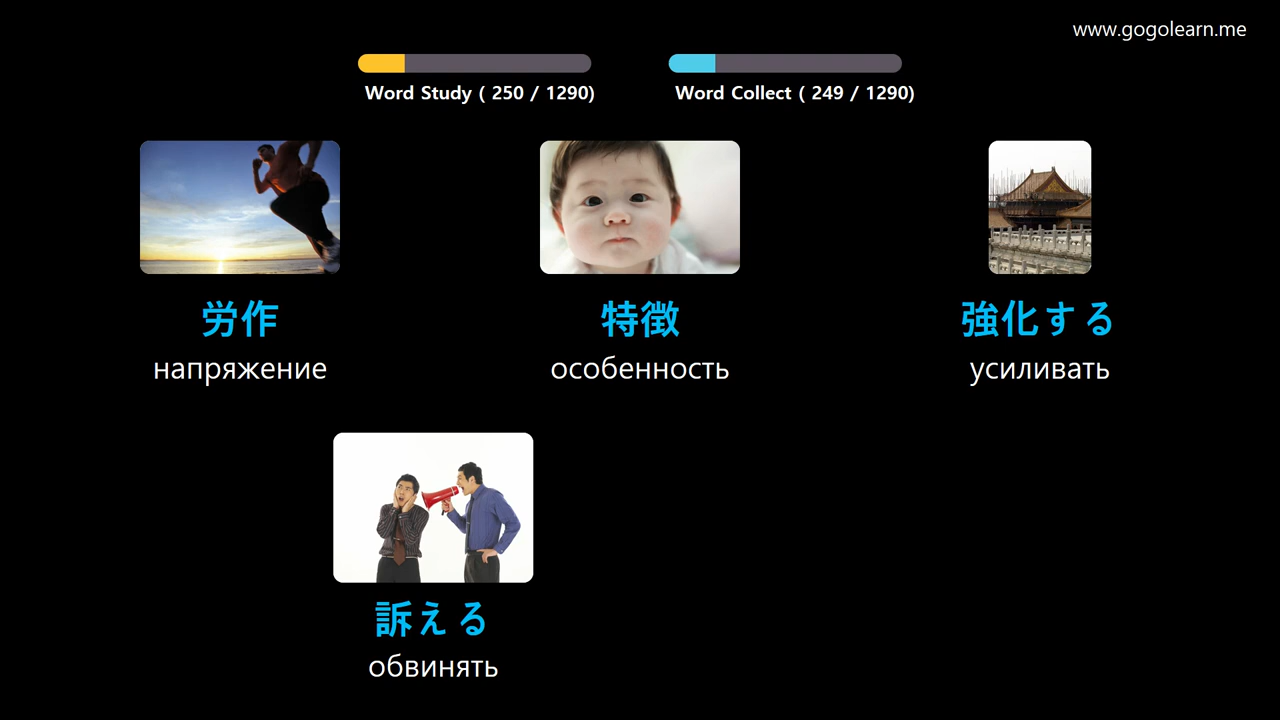 www.gogolearn.me
Word Study ( 250 / 1290)
Word Collect ( 249 / 1290)
労作
напряжение
特徴
особенность
強化する
усиливать
訴える
обвинять